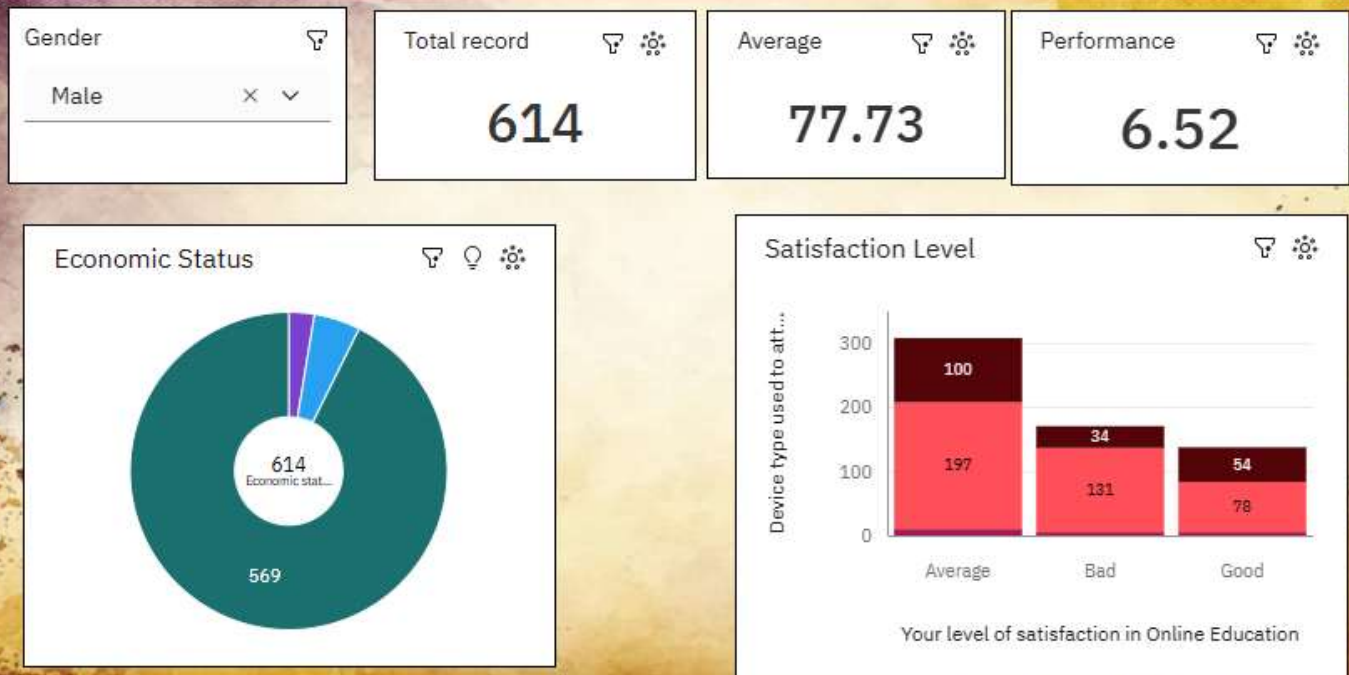 Gender
Male
Total record
614
Average
77.73
Performance
6.52
Economic Status
614
Economic stat...
569
Satisfaction Level
Device type used to att...
300
200
100
0
100
197
34
131
54
78
Average
Bad
Good
Your level of satisfaction in Online Education